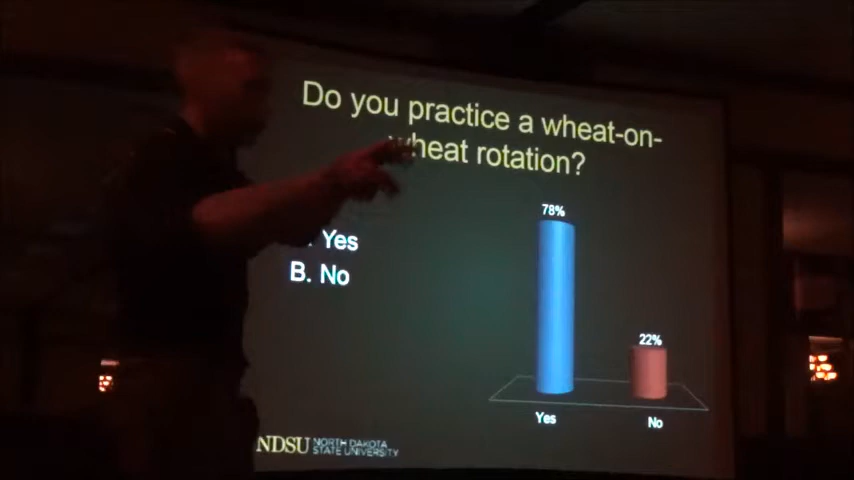 Do you practice a wheat-on-
wheat rotation?
Yes
B. No
78%
22%
Yes
No
NDSU NORTH DAKOTA
STATE UNIVERSITY